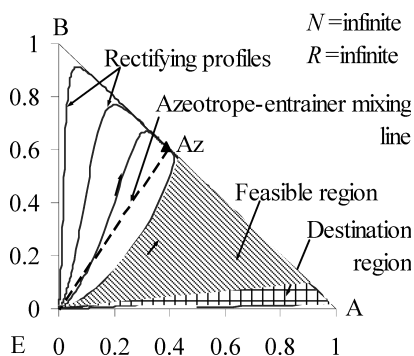 B
N =infinite
R =infinite
1
Rectifying profiles
0.8
Azeotrope-entrainer mixing
line
0.6
Az
0.4
Feasible region
0.2
Destination
region
0
A
E 0 0.2 0.4 0.6 0.8 1